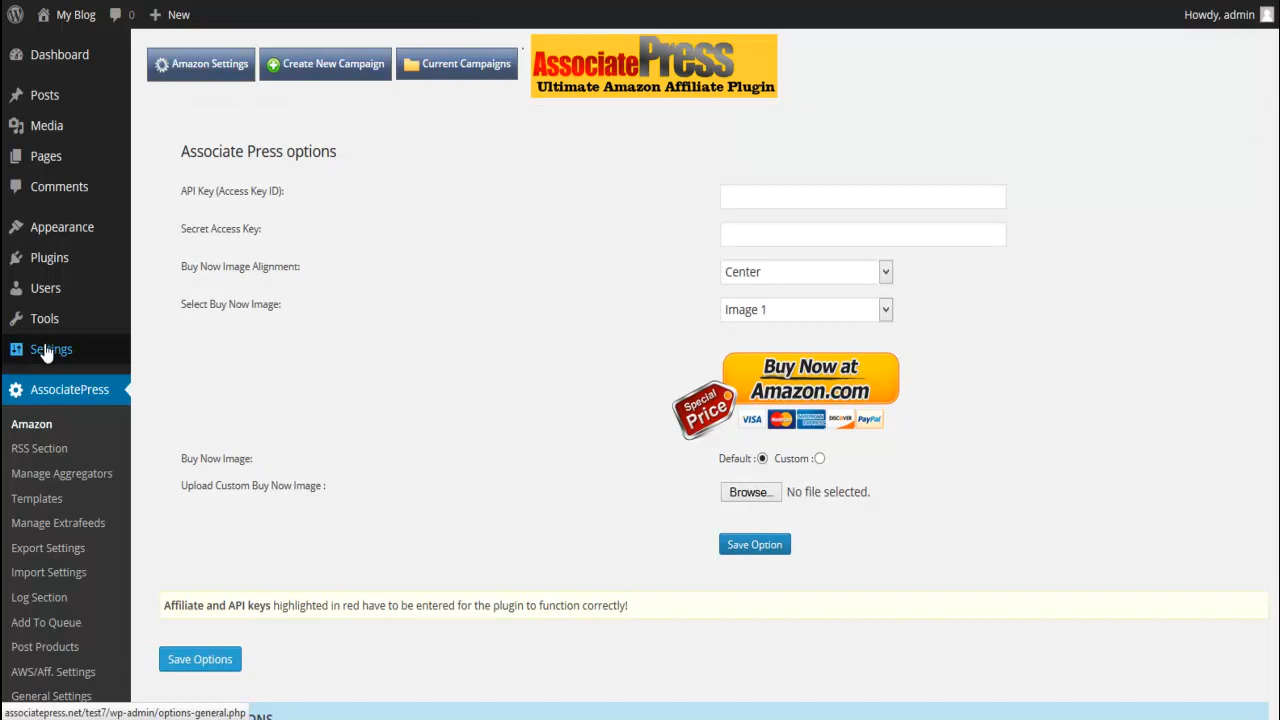 My Blog 0 New Howdy, admin
Dashboard
Posts
Media
Pages
Comments
Appearance
Plugins
Users
Tools
Settings
AssociatePress
Amazon
RSS Section
Manage Aggregators
Templates
Manage Extrafeeds
Export Settings
Import Settings
Log Section
Add To Queue
Post Products
AWS/Aff. Settings
General Settings
Amazon Settings
Create New Campaign
Current Campaigns
AssociatePress
Ultimate Amazon Affiliate Plugin
Associate Press options
API Key (Access Key ID):
Secret Access Key:
Buy Now Image Alignment: Center
Select Buy Now Image: Image 1
Buy Now at
Amazon.com
Special
Price
VISA MasterCard AMERICAN EXPRESS DISCOVER PayPal
Buy Now Image: Default : Custom :
Upload Custom Buy Now Image : Browse... No file selected.
Save Option
Affiliate and API keys highlighted in red have to be entered for the plugin to function correctly!
Save Options
associatepress.net/test7/wp-admin/options-general.php